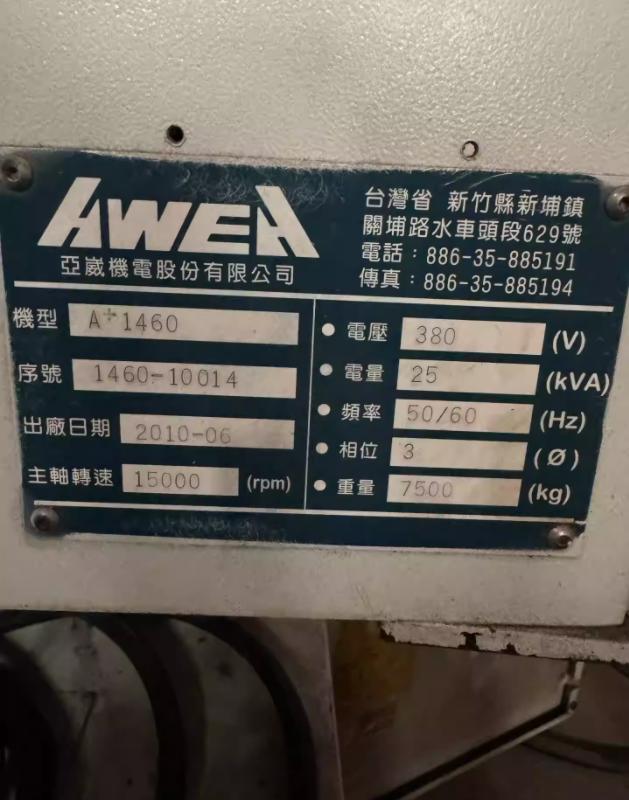 AWEA
亞崴機電股份有限公司
台灣省 新竹縣新埔鎮
關埔路水車頭段629號
電話：886-35-885191
傳真：886-35-885194
機型 A+1460
序號 1460-10014
出廠日期 2010-06
主軸轉速 15000 (rpm)
● 電壓 380 (V)
● 電量 25 (kVA)
● 頻率 50/60 (Hz)
● 相位 3 (Ø)
● 重量 7500 (kg)